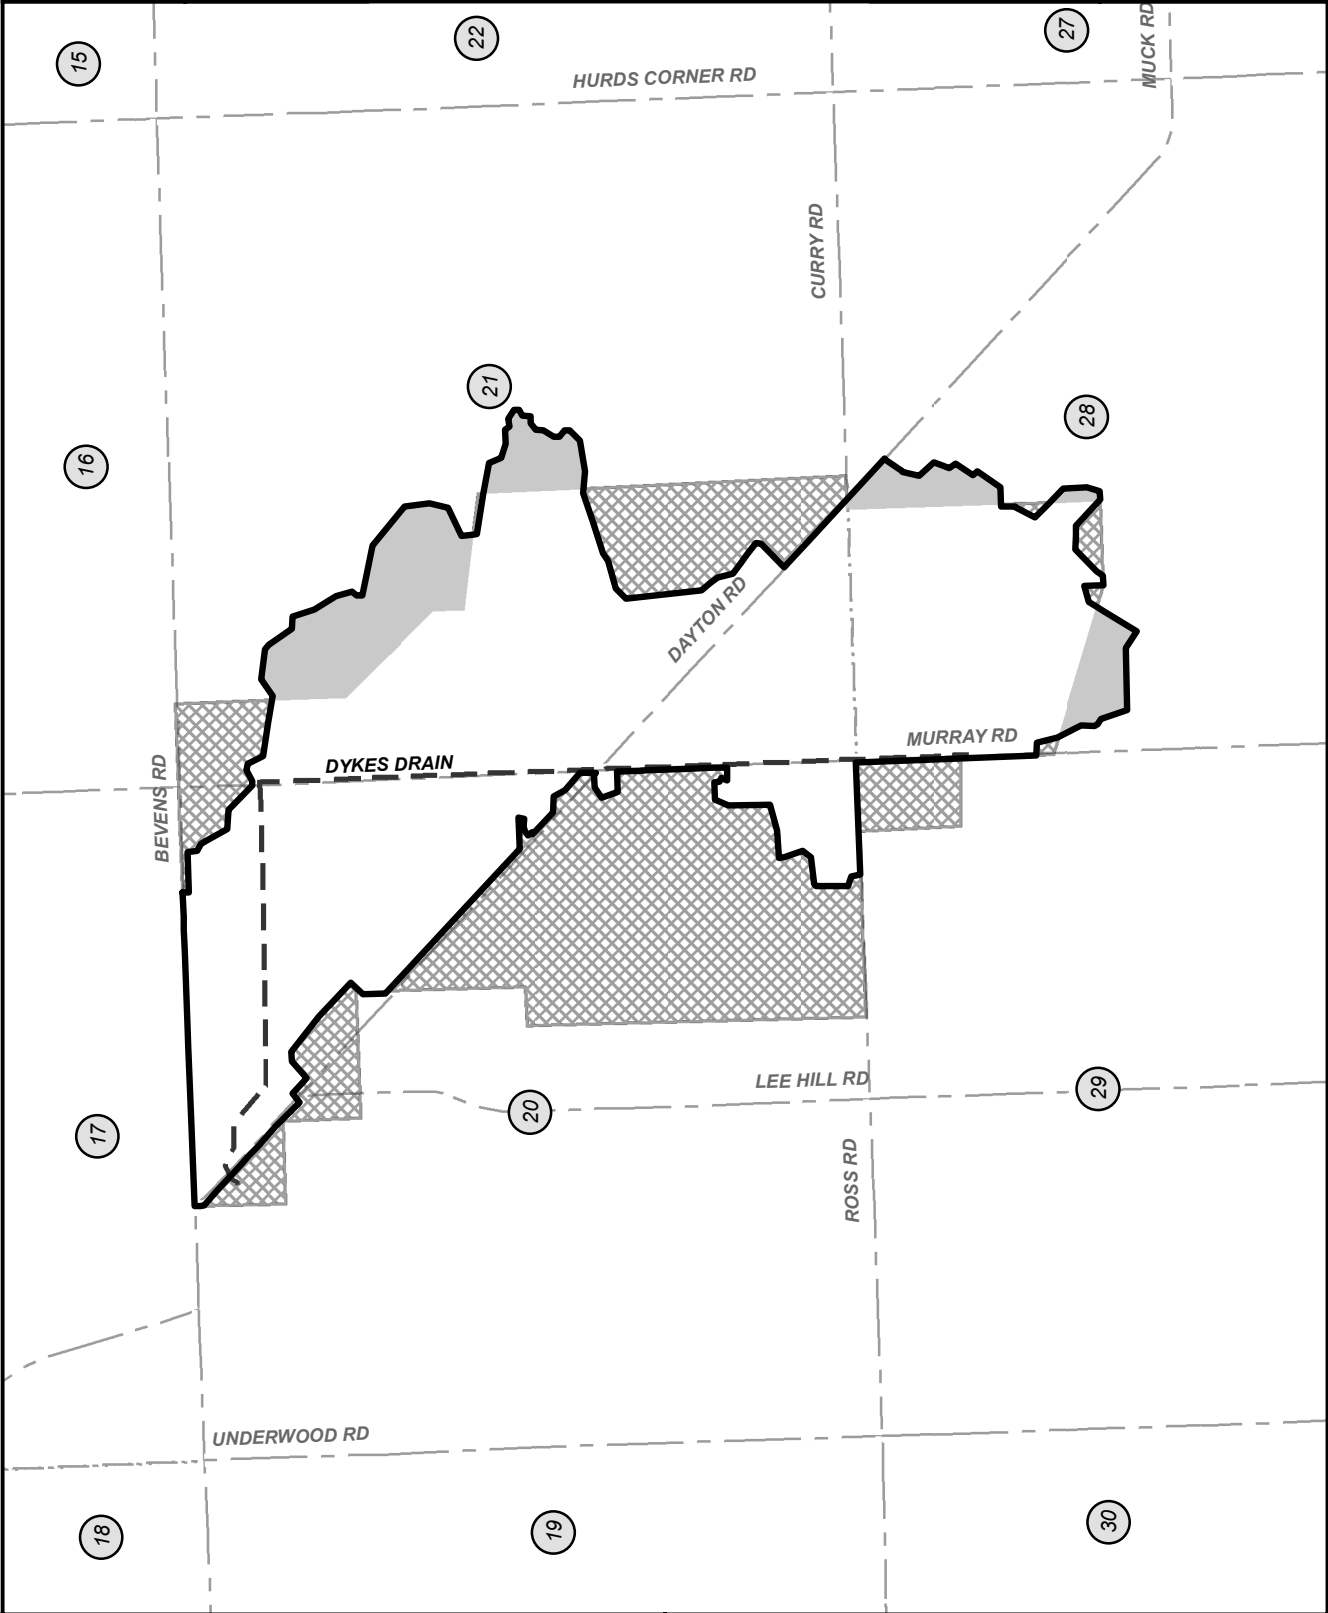 15
22
27
MUCK RD
HURDS CORNER RD
CURRY RD
21
28
16
DAYTON RD
MURRAY RD
DYKES DRAIN
BEVENS RD
LEE HILL RD
29
20
17
ROSS RD
UNDERWOOD RD
18
19
30